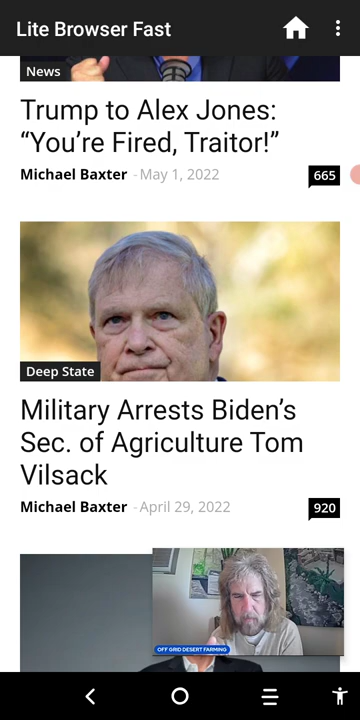 Lite Browser Fast
News
Trump to Alex Jones:
“You’re Fired, Traitor!”
Michael Baxter - May 1, 2022
665
Deep State
Military Arrests Biden’s
Sec. of Agriculture Tom
Vilsack
Michael Baxter - April 29, 2022
920
OFF GRID DESERT FARMING